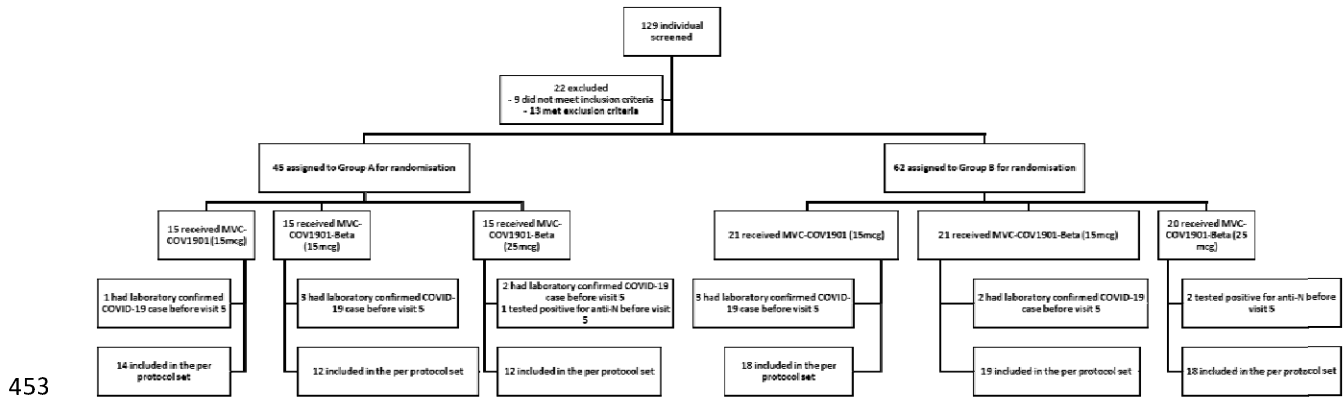 129 individual
screened
22 excluded
- 9 did not meet inclusion criteria
- 13 met exclusion criteria
45 assigned to Group A for randomisation
62 assigned to Group B for randomisation
15 received MVC-
COV1901 (15mcg)
15 received MVC-
COV1901-Beta
(15mcg)
15 received MVC-
COV1901-Beta
(25mcg)
21 received MVC-COV1901 (15mcg)
21 received MVC-COV1901-Beta (15mcg)
20 received MVC-
COV1901-Beta (25
mcg)
1 had laboratory confirmed
COVID-19 case before visit 5
3 had laboratory confirmed COVID-
19 case before visit 5
2 had laboratory confirmed COVID-19
case before visit 5
1 tested positive for anti-N before visit
5
3 had laboratory confirmed COVID-
19 case before visit 5
2 had laboratory confirmed COVID-19
case before visit 5
2 tested positive for anti-N before
visit 5
14 included in the per
protocol set
12 included in the per protocol set
12 included in the per protocol set
18 included in the per
protocol set
19 included in the per protocol set
18 included in the per protocol set
453